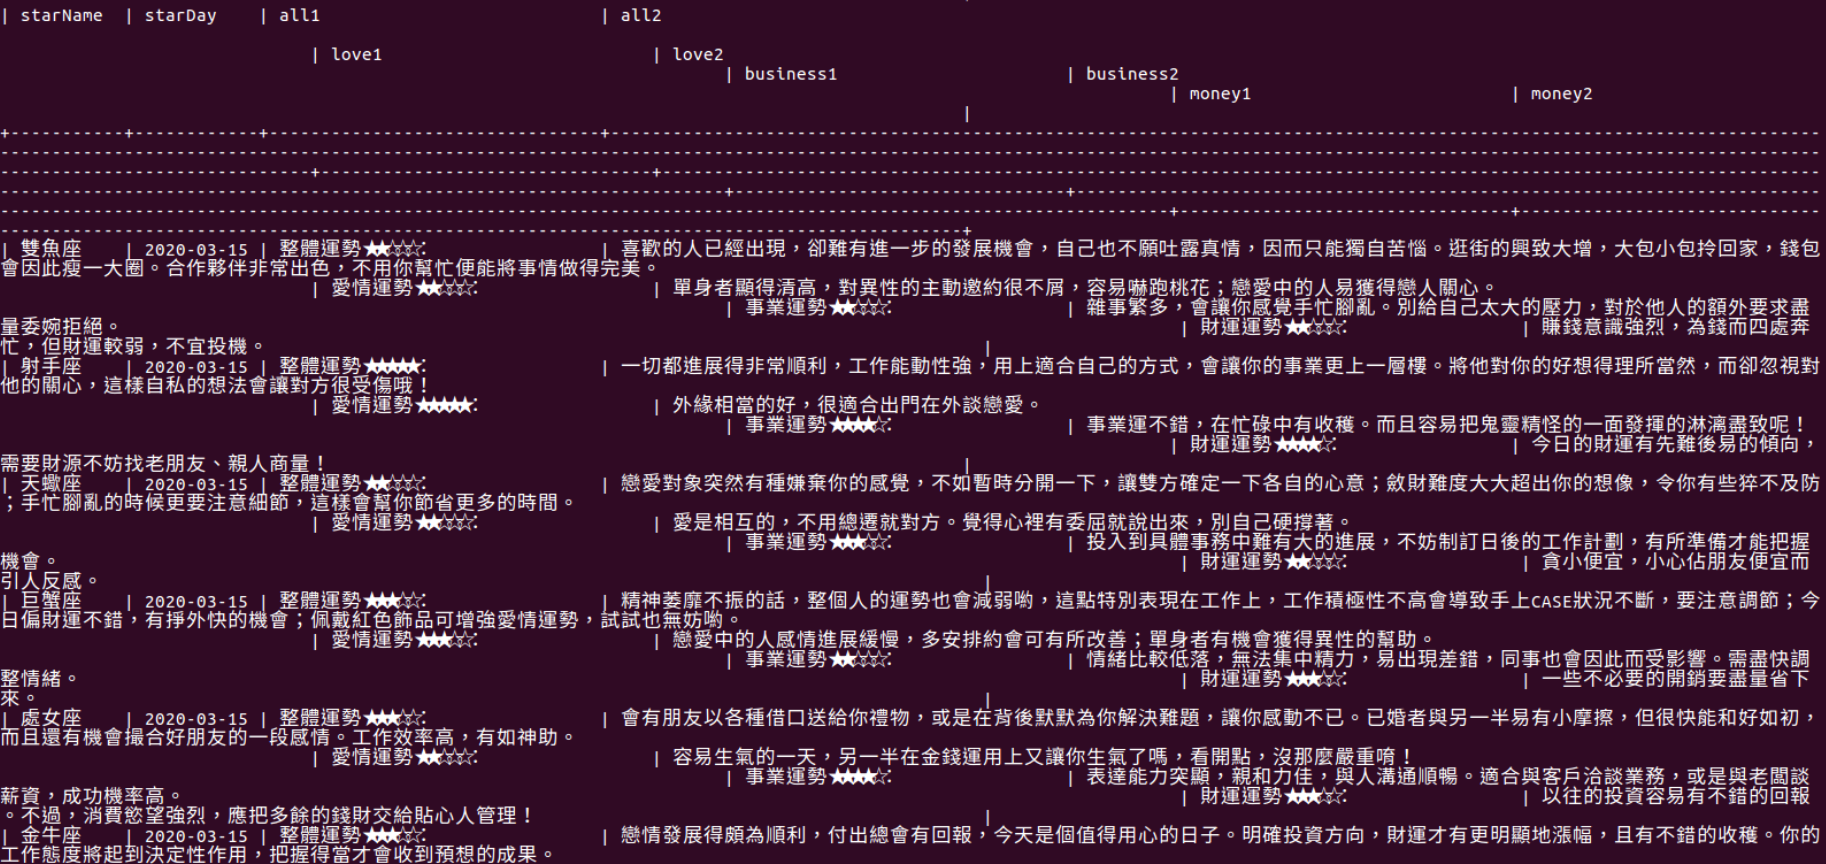 | starName | starDay | all1 | all2
| love1 | love2
| business1 | business2
| money1 | money2
|
| 雙魚座 | 2020-03-15 | 整體運勢★★☆☆☆: | 喜歡的人已經出現，卻難有進一步的發展機會，自己也不願吐露真情，因而只能獨自苦惱。逛街的興致大增，大包小包拎回家，錢包
會因此瘦一大圈。合作夥伴非常出色，不用你幫忙便能將事情做得完美。
| 愛情運勢★★☆☆☆: | 單身者顯得清高，對異性的主動邀約很不屑，容易嚇跑桃花；戀愛中的人易獲得戀人關心。
| 事業運勢★★☆☆☆: | 雜事繁多，會讓你感覺手忙腳亂。別給自己太大的壓力，對於他人的額外要求盡
量委婉拒絕。 | 財運運勢★★☆☆☆: | 賺錢意識強烈，為錢而四處奔
忙，但財運較弱，不宜投機。 |
| 射手座 | 2020-03-15 | 整體運勢★★★★★: | 一切都進展得非常順利，工作能動性強，用上適合自己的方式，會讓你的事業更上一層樓。將他對你的好想得理所當然，而卻忽視對
他的關心，這樣自私的想法會讓對方很受傷哦！
| 愛情運勢★★★★★: | 外緣相當的好，很適合出門在外談戀愛。
| 事業運勢★★★★☆: | 事業運不錯，在忙碌中有收穫。而且容易把鬼靈精怪的一面發揮的淋漓盡致呢！
| 財運運勢★★★★☆: | 今日的財運有先難後易的傾向，
需要財源不妨找老朋友、親人商量！ |
| 天蠍座 | 2020-03-15 | 整體運勢★★☆☆☆: | 戀愛對象突然有種嫌棄你的感覺，不如暫時分開一下，讓雙方確定一下各自的心意；斂財難度大大超出你的想像，令你有些猝不及防
；手忙腳亂的時候更要注意細節，這樣會幫你節省更多的時間。
| 愛情運勢★★☆☆☆: | 愛是相互的，不用總遷就對方。覺得心裡有委屈就說出來，別自己硬撐著。
| 事業運勢★★★☆☆: | 投入到具體事務中難有大的進展，不妨制訂日後的工作計劃，有所準備才能把握
機會。 | 財運運勢★★☆☆☆: | 貪小便宜，小心佔朋友便宜而
引人反感。 |
| 巨蟹座 | 2020-03-15 | 整體運勢★★★☆☆: | 精神萎靡不振的話，整個人的運勢也會減弱喲，這點特別表現在工作上，工作積極性不高會導致手上CASE狀況不斷，要注意調節；今
日偏財運不錯，有掙外快的機會；佩戴紅色飾品可增強愛情運勢，試試也無妨喲。
| 愛情運勢★★★☆☆: | 戀愛中的人感情進展緩慢，多安排約會可有所改善；單身者有機會獲得異性的幫助。
| 事業運勢★★☆☆☆: | 情緒比較低落，無法集中精力，易出現差錯，同事也會因此而受影響。需盡快調
整情緒。 | 財運運勢★★★☆☆: | 一些不必要的開銷要盡量省下
來。 |
| 處女座 | 2020-03-15 | 整體運勢★★★☆☆: | 會有朋友以各種借口送給你禮物，或是在背後默默為你解決難題，讓你感動不已。已婚者與另一半易有小摩擦，但很快能和好如初，
而且還有機會撮合好朋友的一段感情。工作效率高，有如神助。
| 愛情運勢★★☆☆☆: | 容易生氣的一天，另一半在金錢運用上又讓你生氣了嗎，看開點，沒那麼嚴重唷！
| 事業運勢★★★★☆: | 表達能力突顯，親和力佳，與人溝通順暢。適合與客戶洽談業務，或是與老闆談
薪資，成功機率高。 | 財運運勢★★★☆☆: | 以往的投資容易有不錯的回報
。不過，消費慾望強烈，應把多餘的錢財交給貼心人管理！ |
| 金牛座 | 2020-03-15 | 整體運勢★★★☆☆: | 戀情發展得頗為順利，付出總會有回報，今天是個值得用心的日子。明確投資方向，財運才有更明顯地漲幅，且有不錯的收穫。你的
工作態度將起到決定性作用，把握得當才會收到預想的成果。